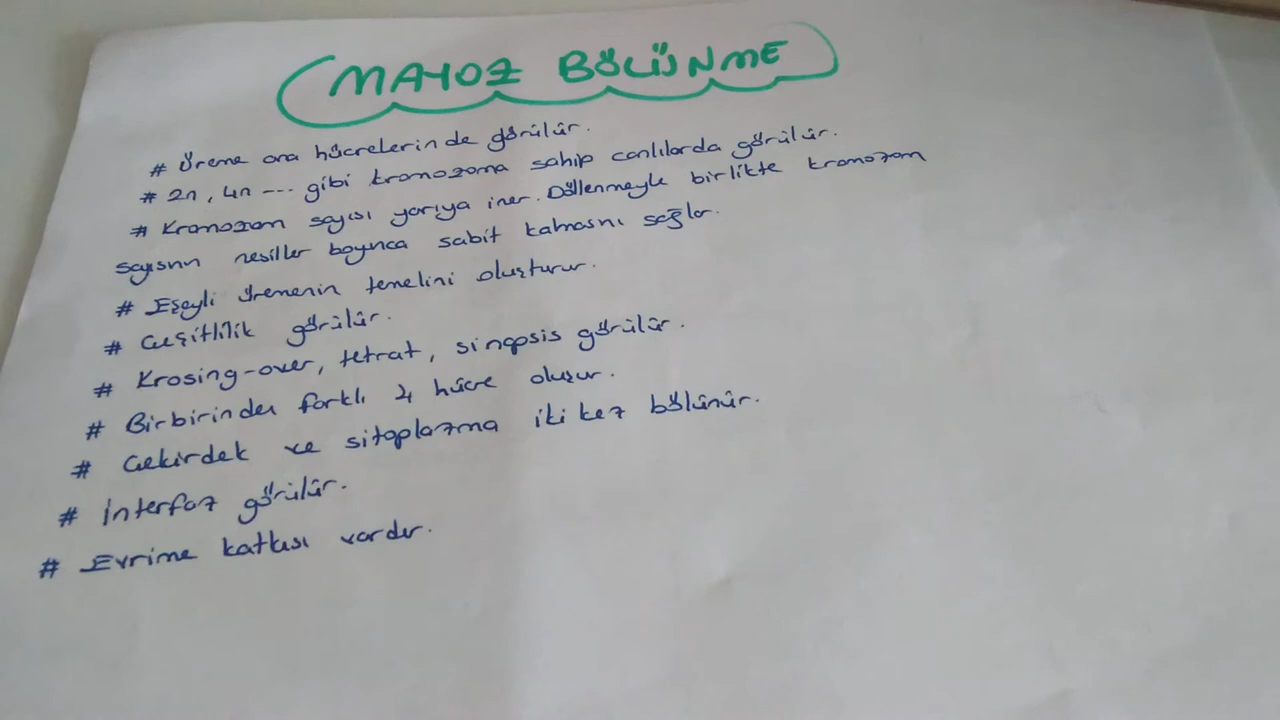 MAYOZ BÖLÜNME
# Üreme ana hücrelerinde görülür.
# 2n, 4n --- gibi kromozoma sahip canlılarda görülür.
# Kromozom sayısı yarıya iner. Döllenmeyle birlikte kromozom
sayısnın nesiller boyunca sabit kalmasnı sağlar.
# Eşeyli üremenin temelini oluşturur.
# Çeşitlilik görülür.
# Krosing-over, tetrat, sinapsis görülür.
# Birbirinden farklı 4 hücre oluşur.
# Çekirdek ve sitoplazma iki kez bölünür.
# İnterfaz görülür.
# Evrime katkısı vardır.